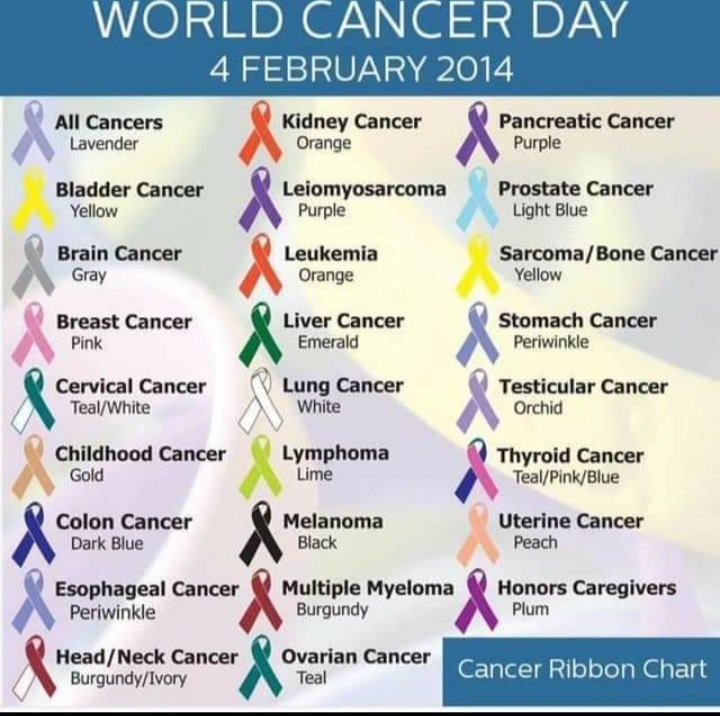 WORLD CANCER DAY
4 FEBRUARY 2014
All Cancers
Lavender
Bladder Cancer
Yellow
Brain Cancer
Gray
Breast Cancer
Pink
Cervical Cancer
Teal/White
Childhood Cancer
Gold
Colon Cancer
Dark Blue
Esophageal Cancer
Periwinkle
Head/Neck Cancer
Burgundy/Ivory
Kidney Cancer
Orange
Leiomyosarcoma
Purple
Leukemia
Orange
Liver Cancer
Emerald
Lung Cancer
White
Lymphoma
Lime
Melanoma
Black
Multiple Myeloma
Burgundy
Ovarian Cancer
Teal
Pancreatic Cancer
Purple
Prostate Cancer
Light Blue
Sarcoma/Bone Cancer
Yellow
Stomach Cancer
Periwinkle
Testicular Cancer
Orchid
Thyroid Cancer
Teal/Pink/Blue
Uterine Cancer
Peach
Honors Caregivers
Plum
Cancer Ribbon Chart